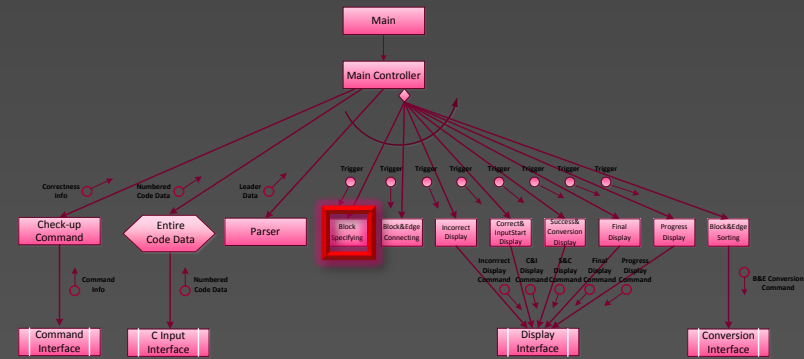 Main
Main Controller
Trigger
Trigger
Trigger
Trigger
Trigger
Trigger
Trigger
Trigger
Correctness
Info
Numbered
Code Data
Leader
Data
Check-up
Command
Entire
Code Data
Parser
Block
Specifying
Block&Edge
Connecting
Incorrect
Display
Correct&
InputStart
Display
Success&
Conversion
Display
Final
Display
Progress
Display
Block&Edge
Sorting
Command
Info
Numbered
Code Data
Incorrrect
Display
Command
C&I
Display
Command
S&C
Display
Command
Final
Display
Command
Progress
Display
Command
B&E Conversion
Command
Command
Interface
C Input
Interface
Display
Interface
Conversion
Interface